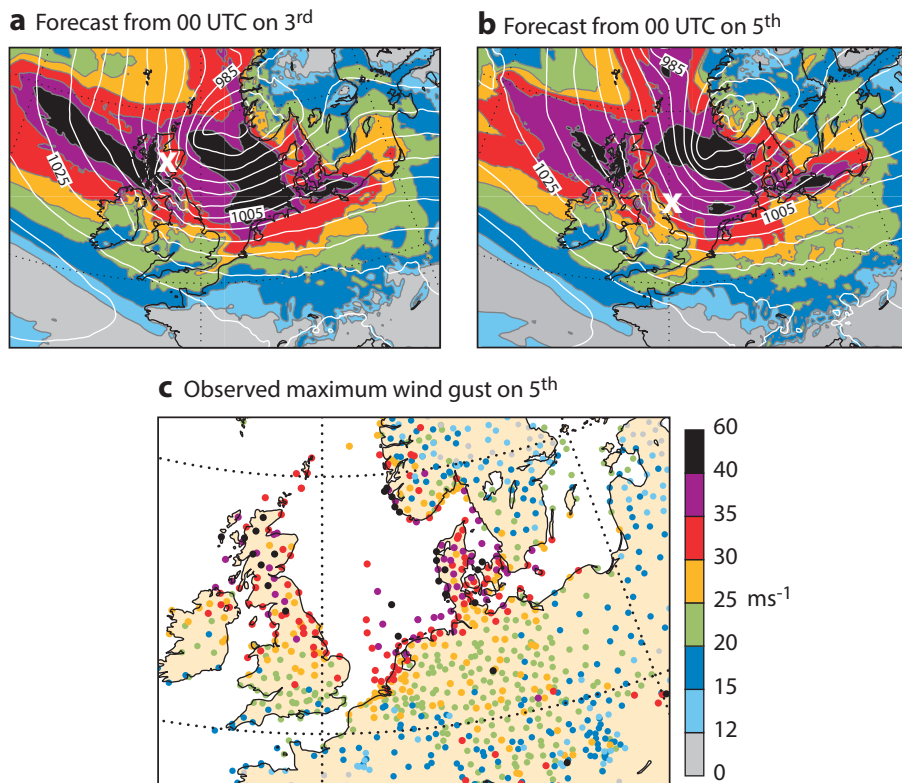 a Forecast from 00 UTC on 3rd
b Forecast from 00 UTC on 5th
985
1025
X
1005
985
1025
X
1005
c Observed maximum wind gust on 5th
60
40
35
30
25
ms-1
20
15
12
0